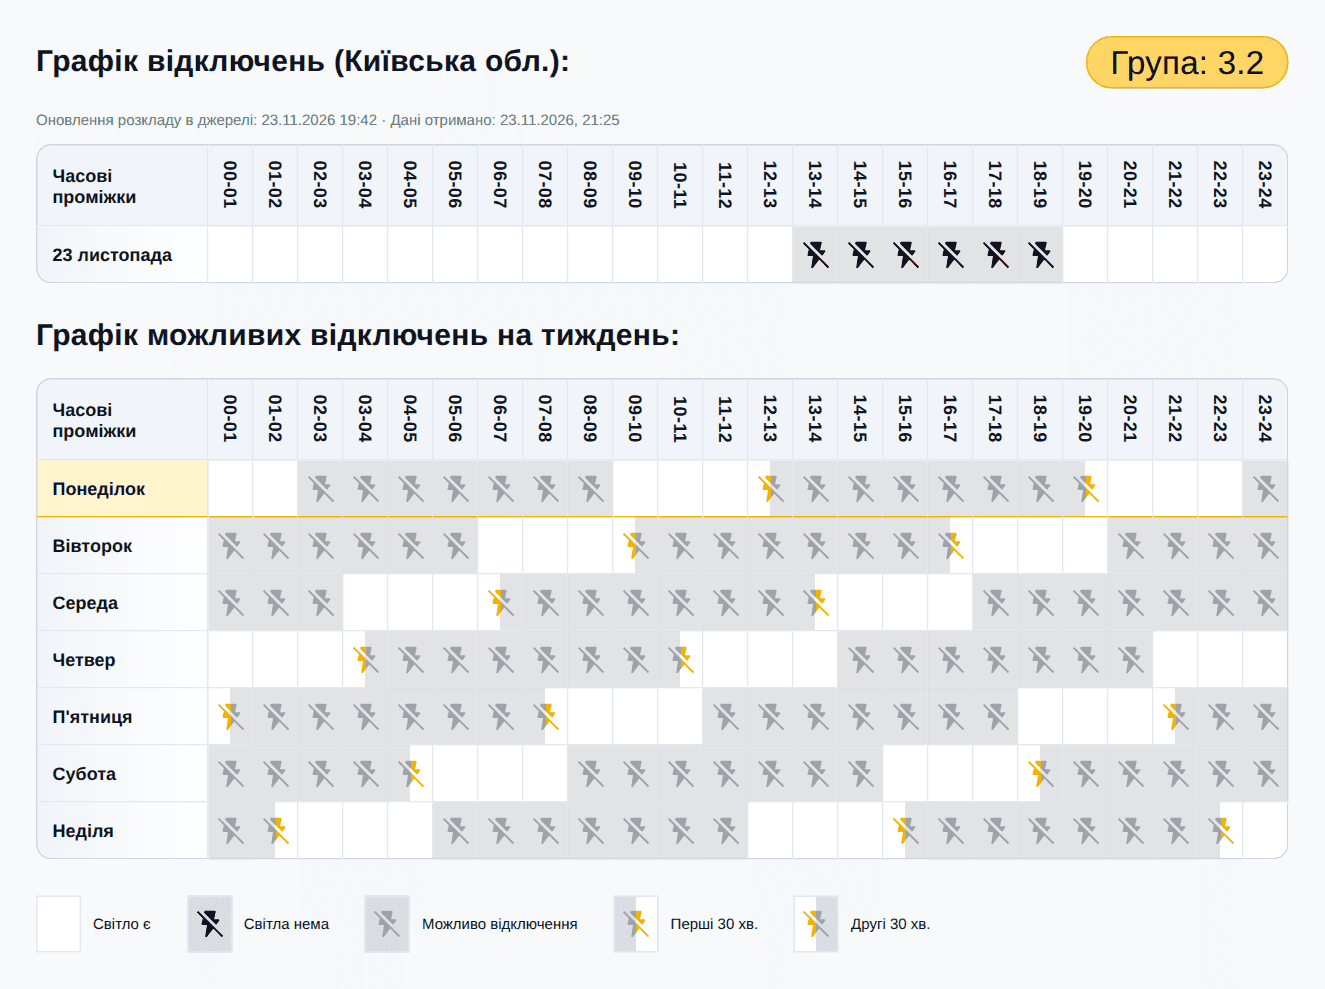 Графік відключень (Київська обл.):
Група: 3.2
Оновлення розкладу в джерелі: 23.11.2026 19:42 · Дані отримано: 23.11.2026, 21:25
Часові проміжки 00-01 01-02 02-03 03-04 04-05 05-06 06-07 07-08 08-09 09-10 10-11 11-12 12-13 13-14 14-15 15-16 16-17 17-18 18-19 19-20 20-21 21-22 22-23 23-24
23 листопада
Графік можливих відключень на тиждень:
Часові проміжки 00-01 01-02 02-03 03-04 04-05 05-06 06-07 07-08 08-09 09-10 10-11 11-12 12-13 13-14 14-15 15-16 16-17 17-18 18-19 19-20 20-21 21-22 22-23 23-24
Понеділок
Вівторок
Середа
Четвер
П'ятниця
Субота
Неділя
Світло є Світла нема Можливо відключення Перші 30 хв. Другі 30 хв.